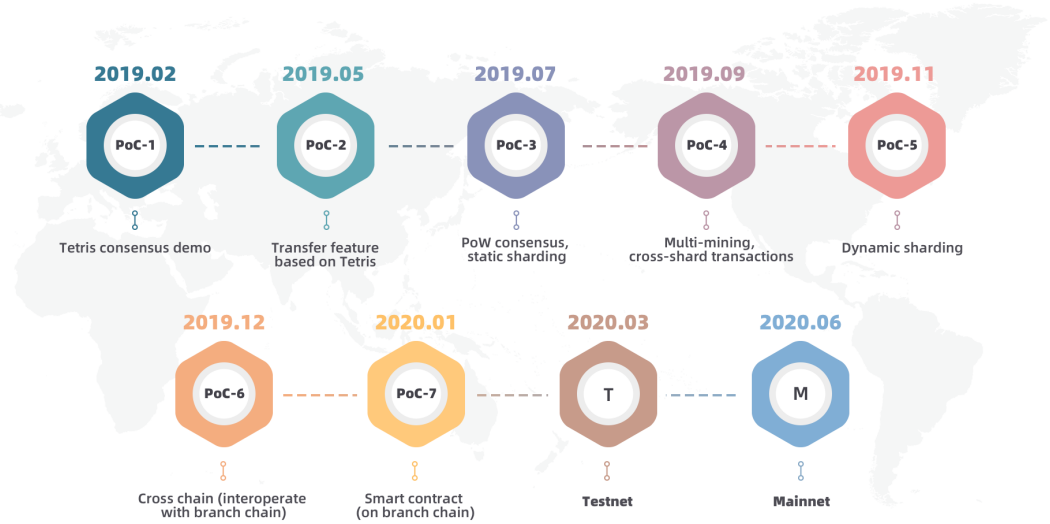 2019.02
2019.05
2019.07
2019.09
2019.11
PoC-1
PoC-2
PoC-3
PoC-4
PoC-5
Tetris consensus demo
Transfer feature
based on Tetris
PoW consensus,
static sharding
Multi-mining,
cross-shard transactions
Dynamic sharding
2019.12
2020.01
2020.03
2020.06
PoC-6
PoC-7
T
M
Cross chain (interoperate
with branch chain)
Smart contract
(on branch chain)
Testnet
Mainnet